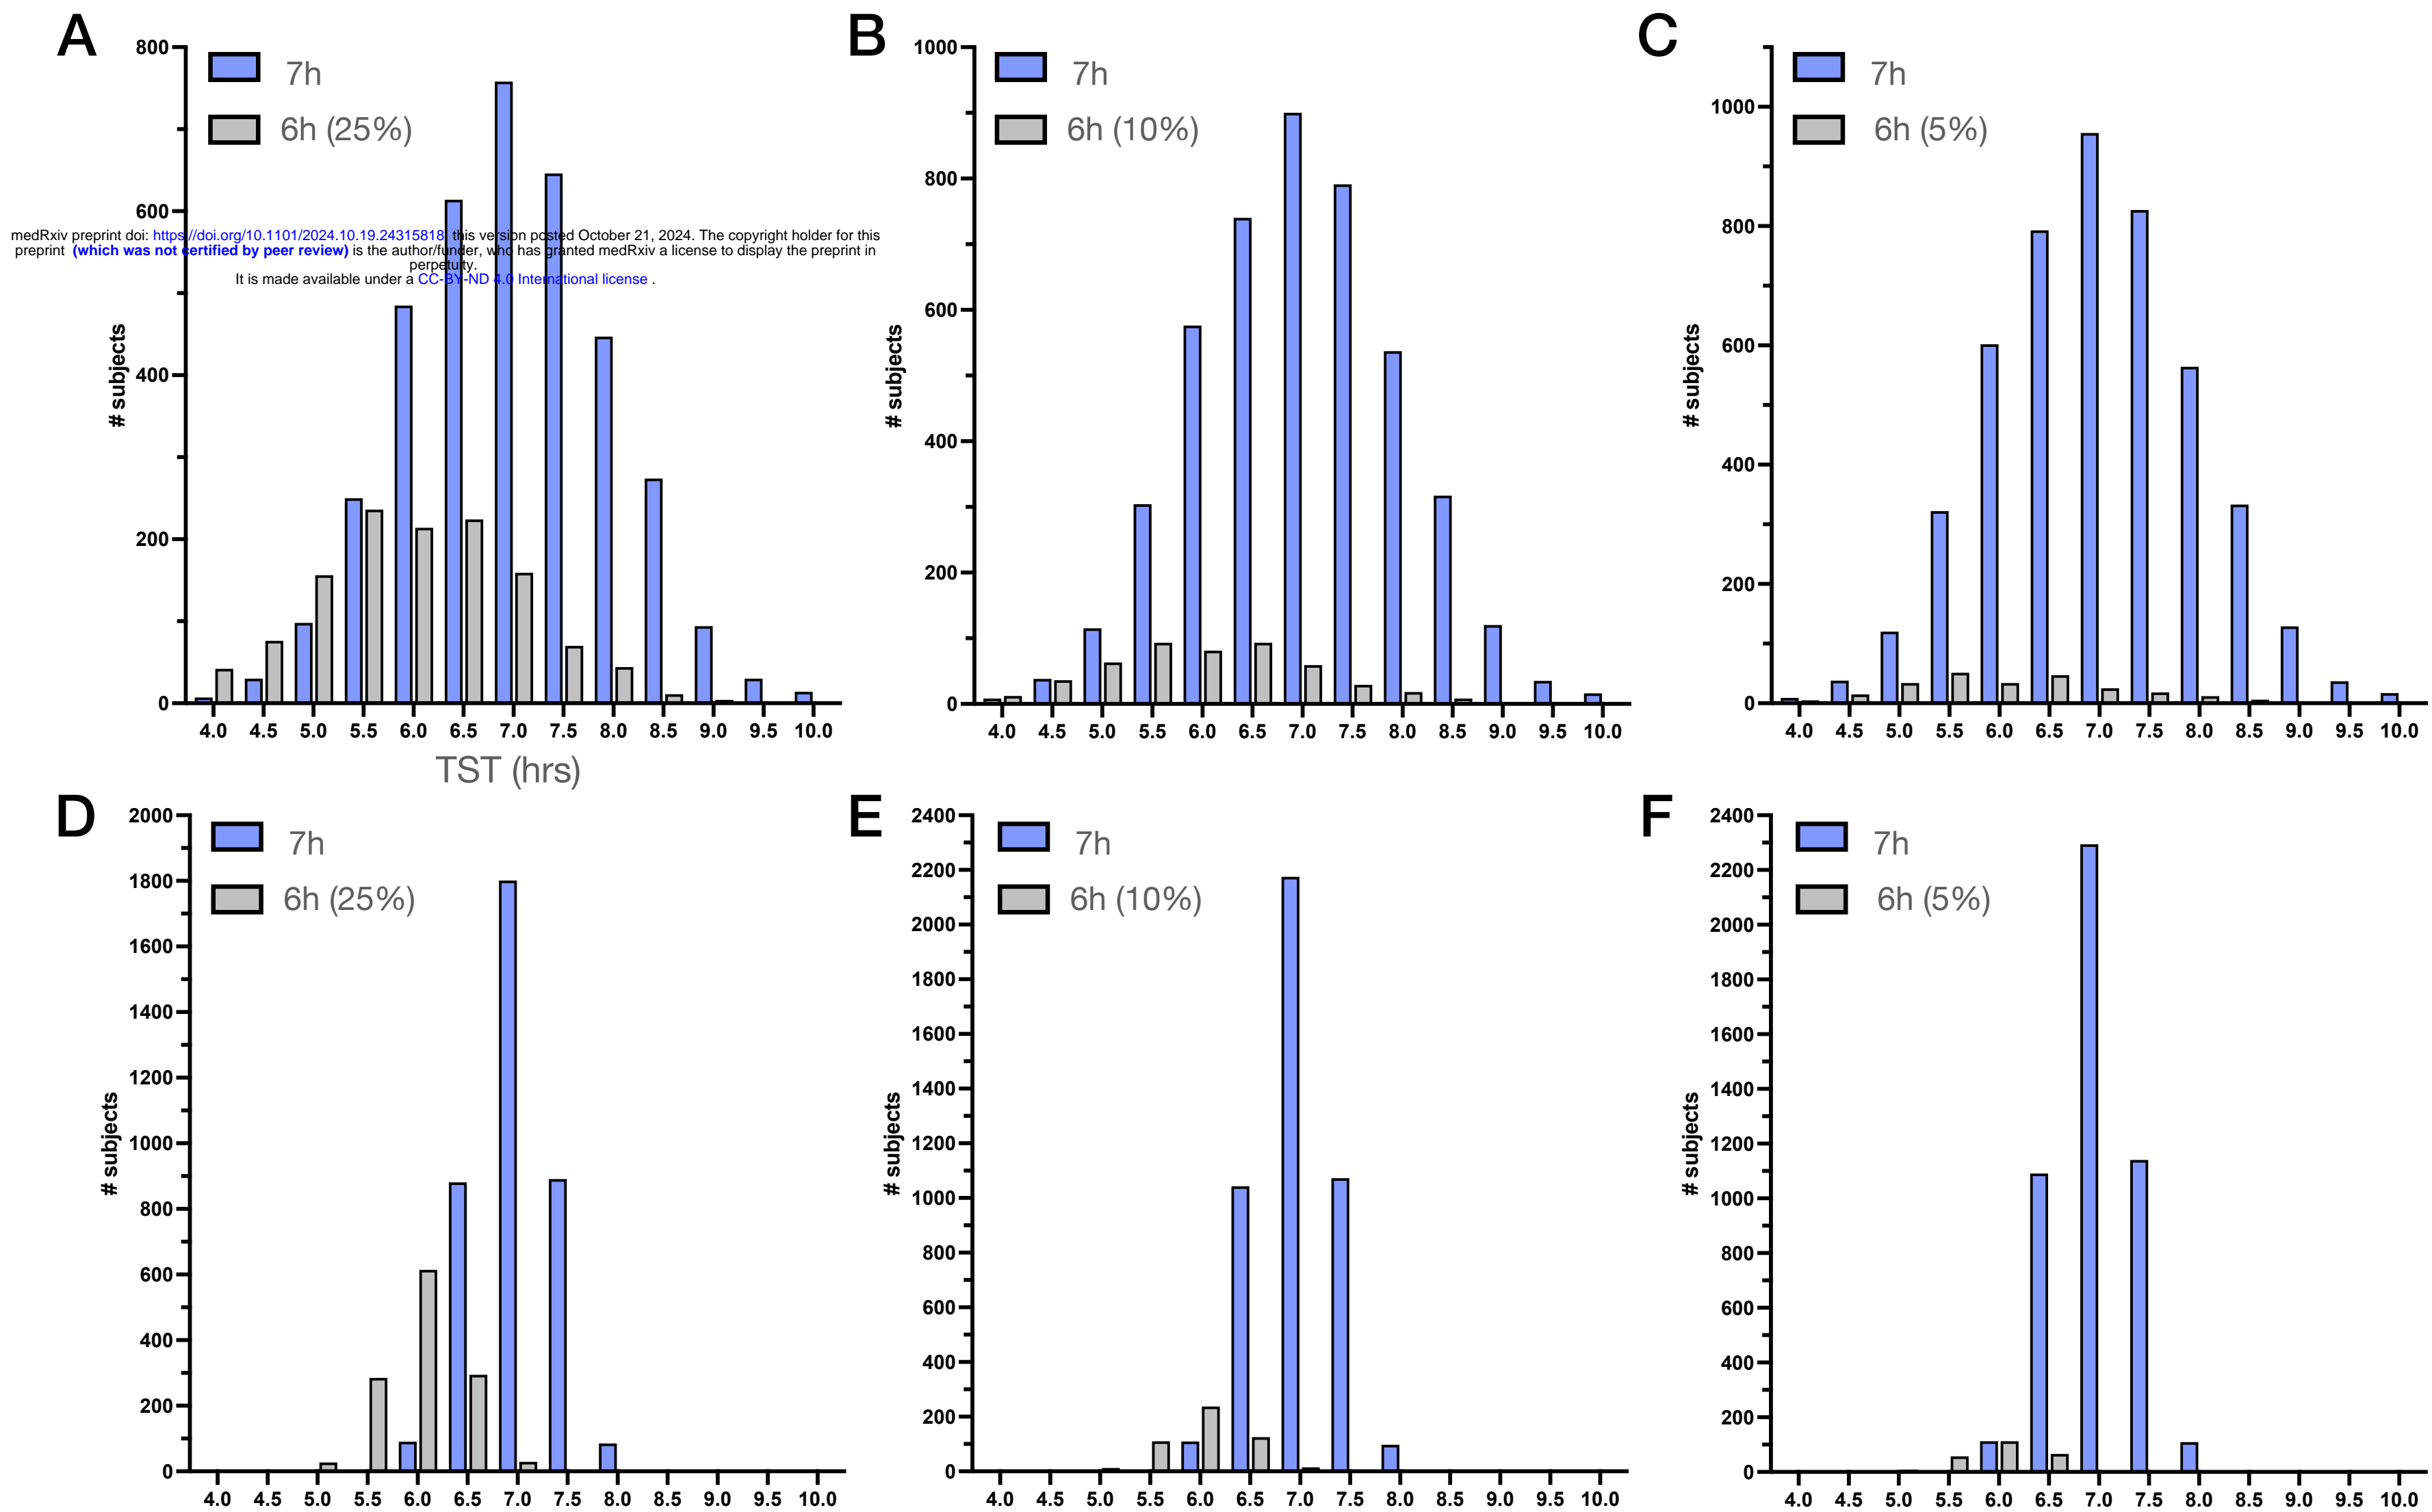 A
800
600
400
200
0
# subjects
7h
6h (25%)
4.0 4.5 5.0 5.5 6.0 6.5 7.0 7.5 8.0 8.5 9.0 9.5 10.0
TST (hrs)
medRxiv preprint doi: https://doi.org/10.1101/2024.10.19.24315818; this version posted October 21, 2024. The copyright holder for this
preprint (which was not certified by peer review) is the author/funder, who has granted medRxiv a license to display the preprint in
perpetuity.
It is made available under a CC-BY-ND 4.0 International license .
B
1000
800
600
400
200
0
# subjects
7h
6h (10%)
4.0 4.5 5.0 5.5 6.0 6.5 7.0 7.5 8.0 8.5 9.0 9.5 10.0
C
1000
800
600
400
200
0
# subjects
7h
6h (5%)
4.0 4.5 5.0 5.5 6.0 6.5 7.0 7.5 8.0 8.5 9.0 9.5 10.0
D
2000
1800
1600
1400
1200
1000
800
600
400
200
0
# subjects
7h
6h (25%)
4.0 4.5 5.0 5.5 6.0 6.5 7.0 7.5 8.0 8.5 9.0 9.5 10.0
E
2400
2200
2000
1800
1600
1400
1200
1000
800
600
400
200
0
# subjects
7h
6h (10%)
4.0 4.5 5.0 5.5 6.0 6.5 7.0 7.5 8.0 8.5 9.0 9.5 10.0
F
2400
2200
2000
1800
1600
1400
1200
1000
800
600
400
200
0
# subjects
7h
6h (5%)
4.0 4.5 5.0 5.5 6.0 6.5 7.0 7.5 8.0 8.5 9.0 9.5 10.0